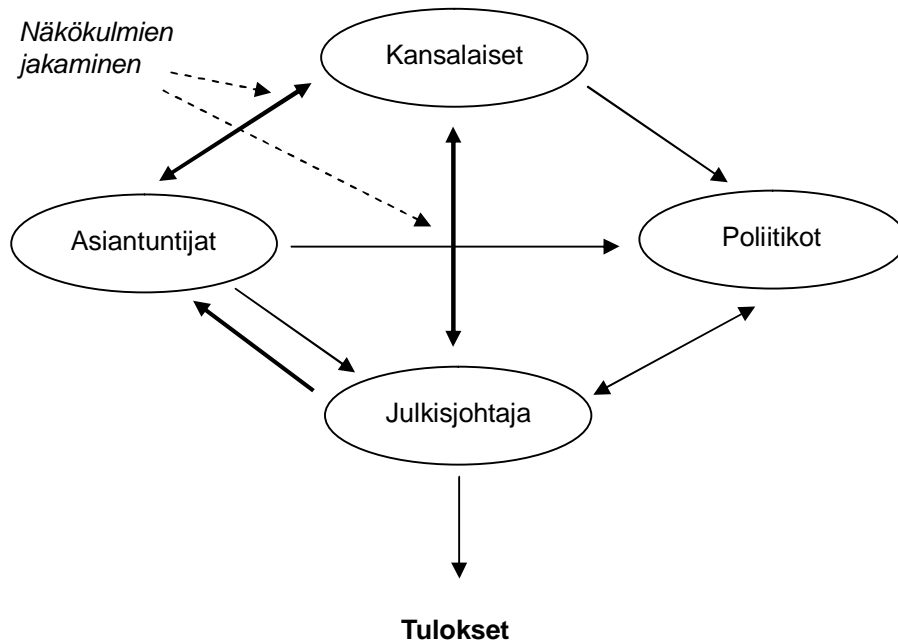 Näkökulmien
jakaminen
Kansalaiset
Asiantuntijat
Poliitikot
Julkisjohtaja
Tulokset